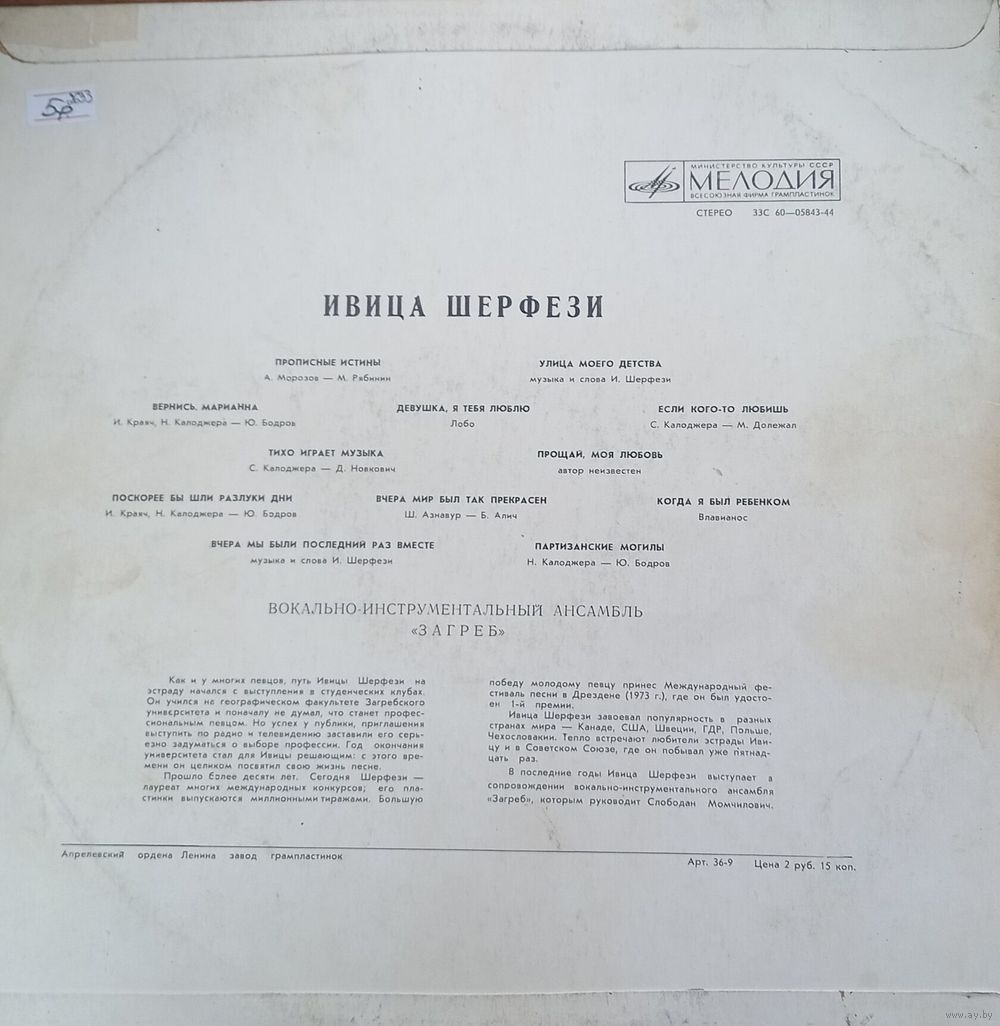 5р
МИНИСТЕРСТВО КУЛЬТУРЫ СССР
МЕЛОДИЯ
ВСЕСОЮЗНАЯ ФИРМА ГРАМПЛАСТИНОК
СТЕРЕО 33С 60—05843-44
ИВИЦА ШЕРФЕЗИ
ПРОПИСНЫЕ ИСТИНЫ
А. Морозов — М. Рябинин
УЛИЦА МОЕГО ДЕТСТВА
музыка и слова И. Шерфези
ВЕРНИСЬ, МАРИАННА
И. Краяч, Н. Калоджера — Ю. Бодров
ДЕВУШКА, Я ТЕБЯ ЛЮБЛЮ
Лобо
ЕСЛИ КОГО-ТО ЛЮБИШЬ
С. Калоджера — М. Долежал
ТИХО ИГРАЕТ МУЗЫКА
С. Калоджера — Д. Новкович
ПРОЩАЙ, МОЯ ЛЮБОВЬ
автор неизвестен
ПОСКОРЕЕ БЫ ШЛИ РАЗЛУКИ ДНИ
И. Краяч, Н. Калоджера — Ю. Бодров
ВЧЕРА МИР БЫЛ ТАК ПРЕКРАСЕН
Ш. Азнавур — Б. Алич
КОГДА Я БЫЛ РЕБЕНКОМ
Влавианос
ВЧЕРА МЫ БЫЛИ ПОСЛЕДНИЙ РАЗ ВМЕСТЕ
музыка и слова И. Шерфези
ПАРТИЗАНСКИЕ МОГИЛЫ
Н. Калоджера — Ю. Бодров
ВОКАЛЬНО-ИНСТРУМЕНТАЛЬНЫЙ АНСАМБЛЬ
«ЗАГРЕБ»
Как и у многих певцов, путь Ивицы Шерфези на
эстраду начался с выступления в студенческих клубах.
Он учился на географическом факультете Загребского
университета и поначалу не думал, что станет профес-
сиональным певцом. Но успех у публики, приглашения
выступить по радио и телевидению заставили его серь-
езно задуматься о выборе профессии. Год окончания
университета стал для Ивицы решающим: с этого вре-
мени он целиком посвятил свою жизнь песне.
Прошло более десяти лет. Сегодня Шерфези —
лауреат многих международных конкурсов; его пла-
стинки выпускаются миллионными тиражами. Большую
победу молодому певцу принес Международный фе-
стиваль песни в Дрездене (1973 г.), где он был удосто-
ен 1-й премии.
Ивица Шерфези завоевал популярность в разных
странах мира — Канаде, США, Швеции, ГДР, Польше,
Чехословакии. Тепло встречают любители эстрады Иви-
цу и в Советском Союзе, где он побывал уже пятнад-
цать раз.
В последние годы Ивица Шерфези выступает в
сопровождении вокально-инструментального ансамбля
«Загреб», которым руководит Слободан Момчилович.
Апрелевский ордена Ленина завод грампластинок
Арт. 36-9 Цена 2 руб. 15 коп.
www.ay.by